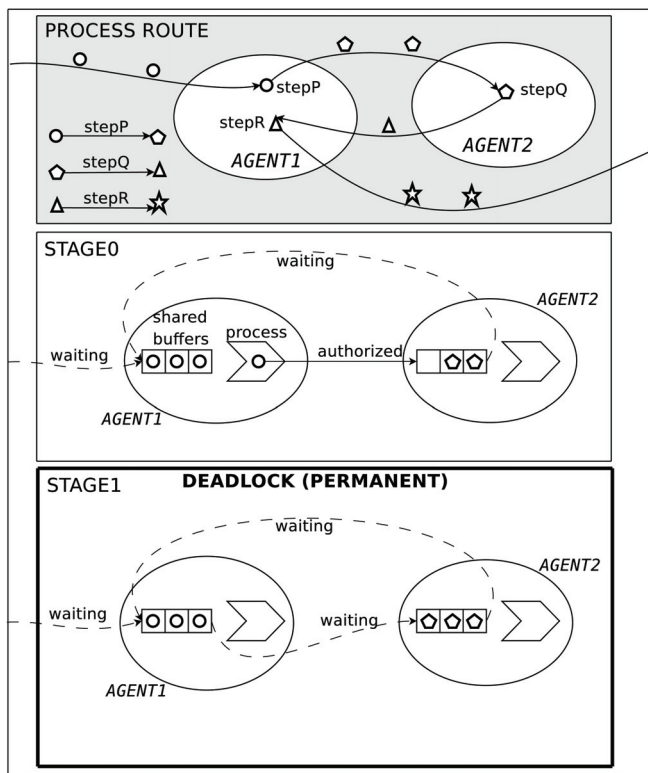 PROCESS ROUTE
stepP
stepQ
stepR
AGENT1
AGENT2
stepP
stepQ
stepR
STAGE0
waiting
AGENT2
shared
buffers
process
waiting
authorized
AGENT1
STAGE1
DEADLOCK (PERMANENT)
waiting
AGENT2
waiting
waiting
AGENT1